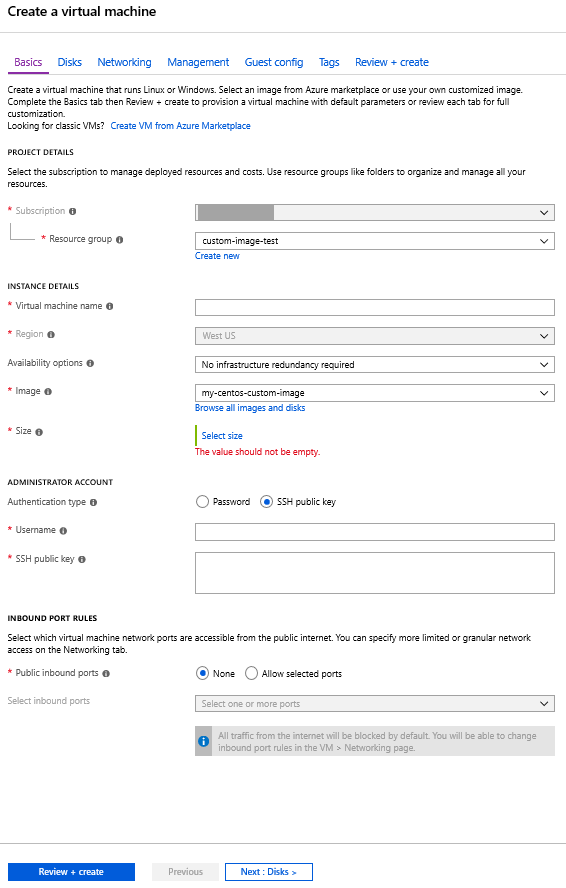 Create a virtual machine
Basics Disks Networking Management Guest config Tags Review + create
Create a virtual machine that runs Linux or Windows. Select an image from Azure marketplace or use your own customized image.
Complete the Basics tab then Review + create to provision a virtual machine with default parameters or review each tab for full
customization.
Looking for classic VMs? Create VM from Azure Marketplace
PROJECT DETAILS
Select the subscription to manage deployed resources and costs. Use resource groups like folders to organize and manage all your
resources.
* Subscription
* Resource group custom-image-test
Create new
INSTANCE DETAILS
* Virtual machine name
* Region West US
Availability options No infrastructure redundancy required
* Image my-centos-custom-image
Browse all images and disks
* Size Select size
The value should not be empty.
ADMINISTRATOR ACCOUNT
Authentication type Password SSH public key
* Username
* SSH public key
INBOUND PORT RULES
Select which virtual machine network ports are accessible from the public internet. You can specify more limited or granular network
access on the Networking tab.
* Public inbound ports None Allow selected ports
Select inbound ports Select one or more ports
All traffic from the internet will be blocked by default. You will be able to change
inbound port rules in the VM > Networking page.
Review + create Previous Next : Disks >